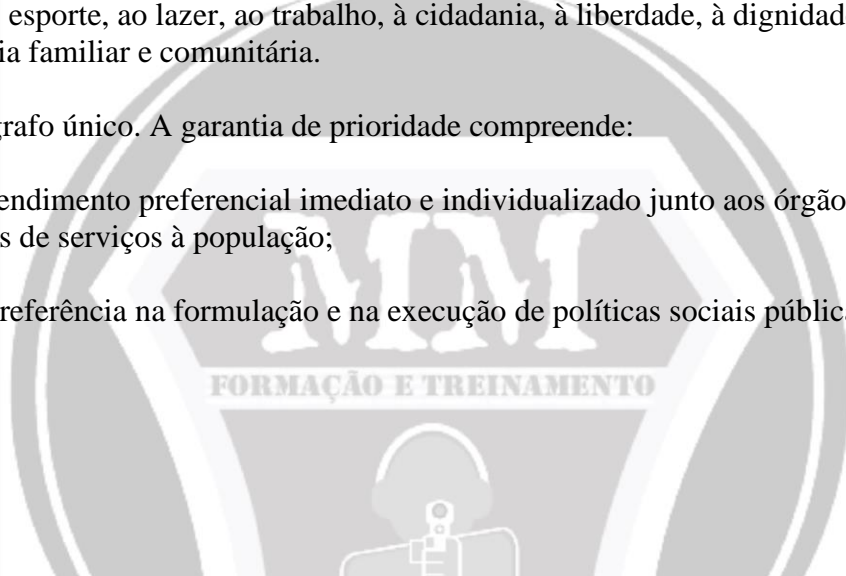 esporte, ao lazer, ao trabalho, à cidadania, à liberdade, à dignidad
ia familiar e comunitária.
grafo único. A garantia de prioridade compreende:
endimento preferencial imediato e individualizado junto aos órgão
s de serviços à população;
referência na formulação e na execução de políticas sociais públic
MM
FORMAÇÃO E TREINAMENTO